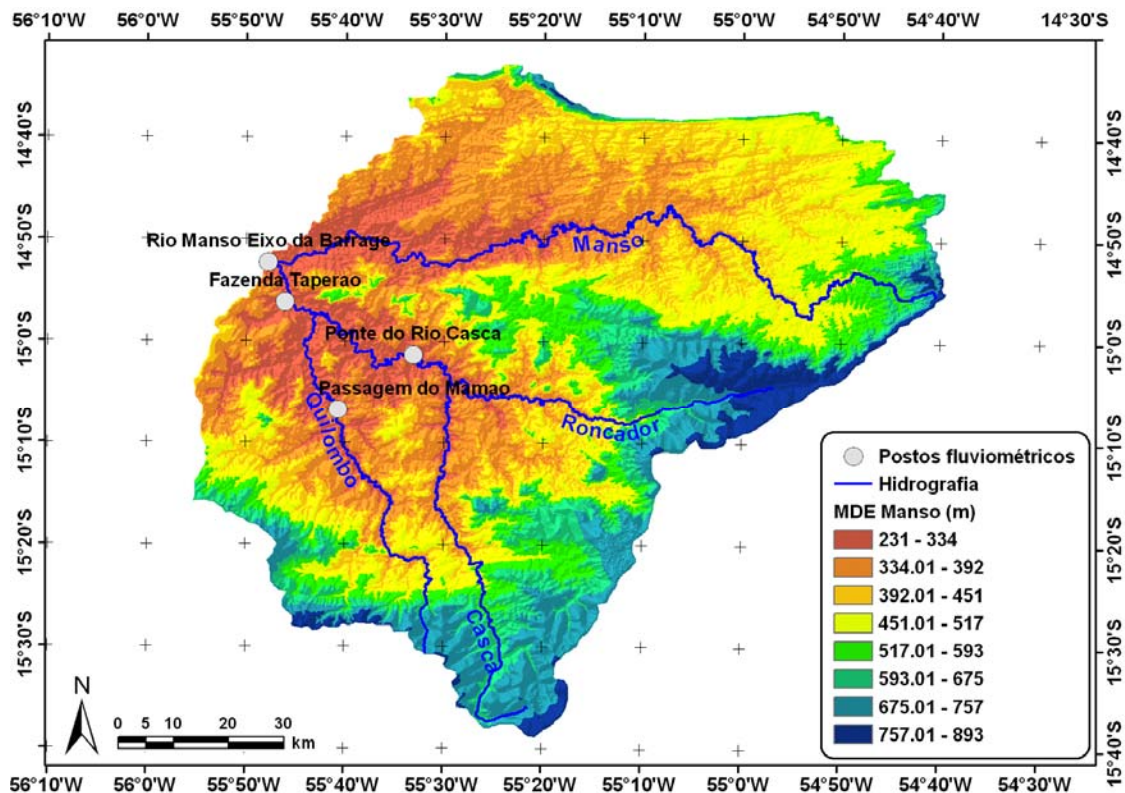 56°10'W 56°0'W 55°50'W 55°40'W 55°30'W 55°20'W 55°10'W 55°0'W 54°50'W 54°40'W 14°30'S
14°40'S 14°40'S
14°50'S 14°50'S
Rio Manso Eixo da Barrage
Manso
Fazenda Taperao
15°0'S 15°0'S
Ponte do Rio Casca
Passagem do Mamao
Quilombo
Roncador
15°10'S 15°10'S
Postos fluviométricos
Hidrografia
MDE Manso (m)
231 - 334
334.01 - 392
392.01 - 451
451.01 - 517
517.01 - 593
593.01 - 675
675.01 - 757
757.01 - 893
15°20'S 15°20'S
15°30'S 15°30'S
Casca
N
0 5 10 20 30
km
15°40'S
56°10'W 56°0'W 55°50'W 55°40'W 55°30'W 55°20'W 55°10'W 55°0'W 54°50'W 54°40'W 54°30'W